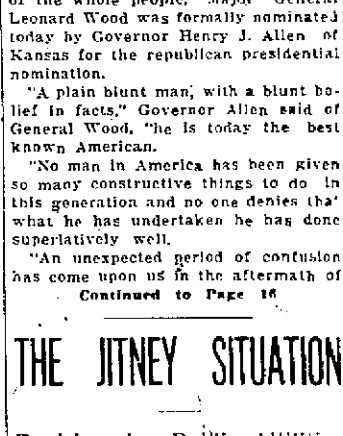 of the whole people, Major General
Leonard Wood was formally nominated
today by Governor Henry J. Allen of
Kansas for the republican presidential
nomination.
"A plain blunt man, with a blunt be-
lief in facts," Governor Allen said of
General Wood, "he is today the best
known American.
"No man in America has been given
so many constructive things to do in
this generation and no one denies that
what he has undertaken he has done
superlatively well.
"An unexpected period of confusion
has come upon us in the aftermath of
Continued to Page 16
THE JITNEY SITUATION